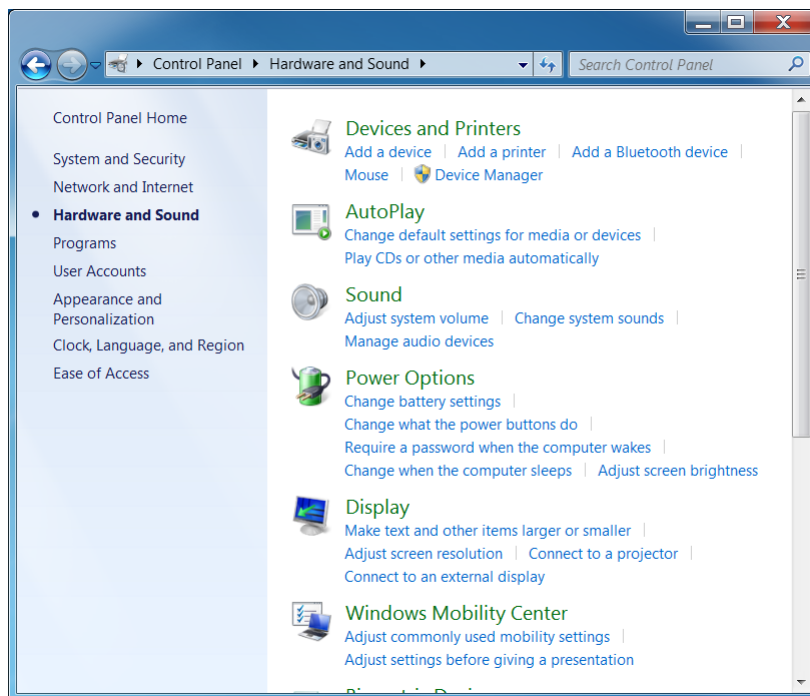 Control Panel Hardware and Sound Search Control Panel
Control Panel Home
System and Security
Network and Internet
Hardware and Sound
Programs
User Accounts
Appearance and
Personalization
Clock, Language, and Region
Ease of Access
Devices and Printers
Add a device Add a printer Add a Bluetooth device
Mouse Device Manager
AutoPlay
Change default settings for media or devices
Play CDs or other media automatically
Sound
Adjust system volume Change system sounds
Manage audio devices
Power Options
Change battery settings
Change what the power buttons do
Require a password when the computer wakes
Change when the computer sleeps Adjust screen brightness
Display
Make text and other items larger or smaller
Adjust screen resolution Connect to a projector
Connect to an external display
Windows Mobility Center
Adjust commonly used mobility settings
Adjust settings before giving a presentation